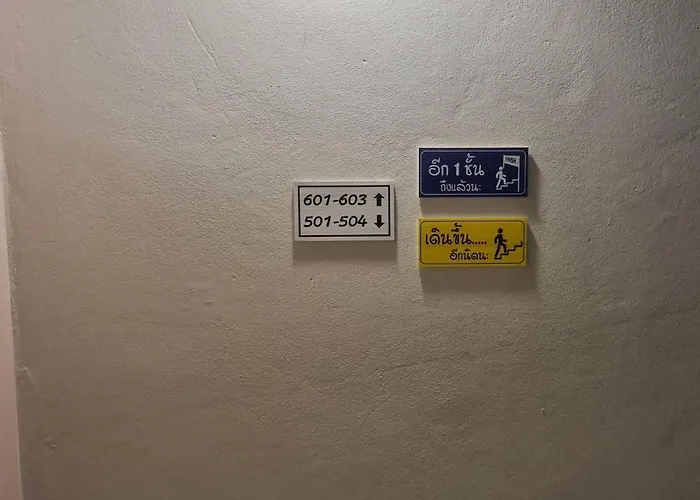 601-603 ↑
501-504 ↓
อีก 1 ชั้น
ถึงแล้วนะ
เดินขึ้น.....
อีกนิดนะ